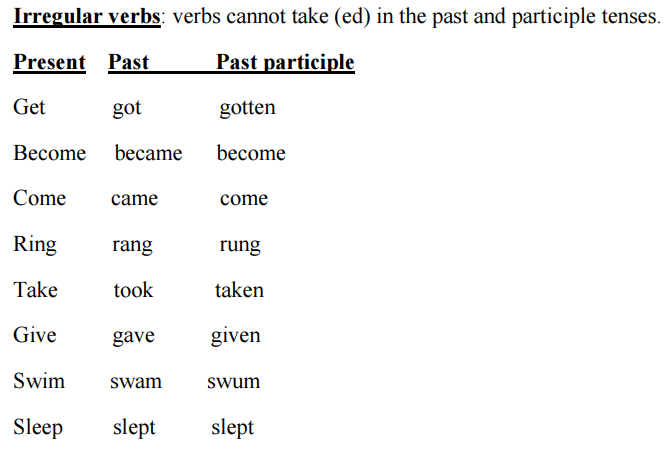 Irregular verbs: verbs cannot take (ed) in the past and participle tenses.
Present Past Past participle
Get got gotten
Become became become
Come came come
Ring rang rung
Take took taken
Give gave given
Swim swam swum
Sleep slept slept